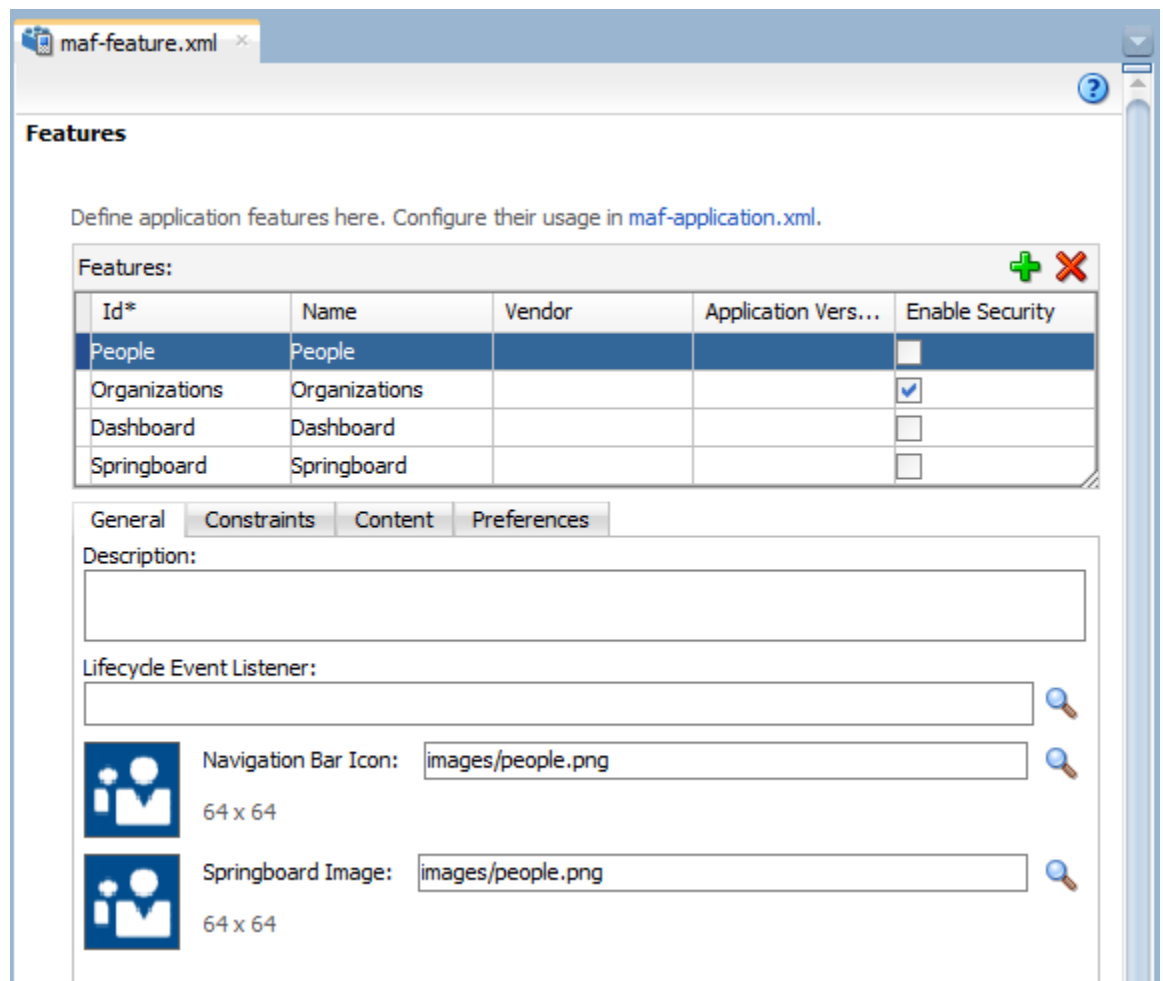 maf-feature.xml
Features
Define application features here. Configure their usage in maf-application.xml.
Features:
Id* Name Vendor Application Vers... Enable Security
People People
Organizations Organizations
Dashboard Dashboard
Springboard Springboard
General Constraints Content Preferences
Description:
Lifecycle Event Listener:
Navigation Bar Icon: images/people.png
64 x 64
Springboard Image: images/people.png
64 x 64